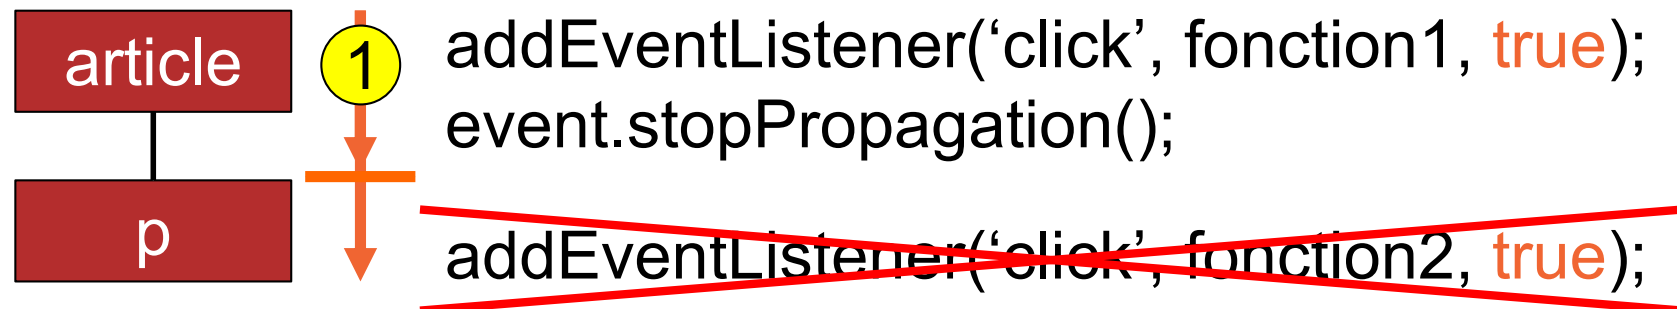 article
1
addEventListener(‘click’, fonction1, true);
event.stopPropagation();
p
addEventListener(‘click’, fonction2, true);